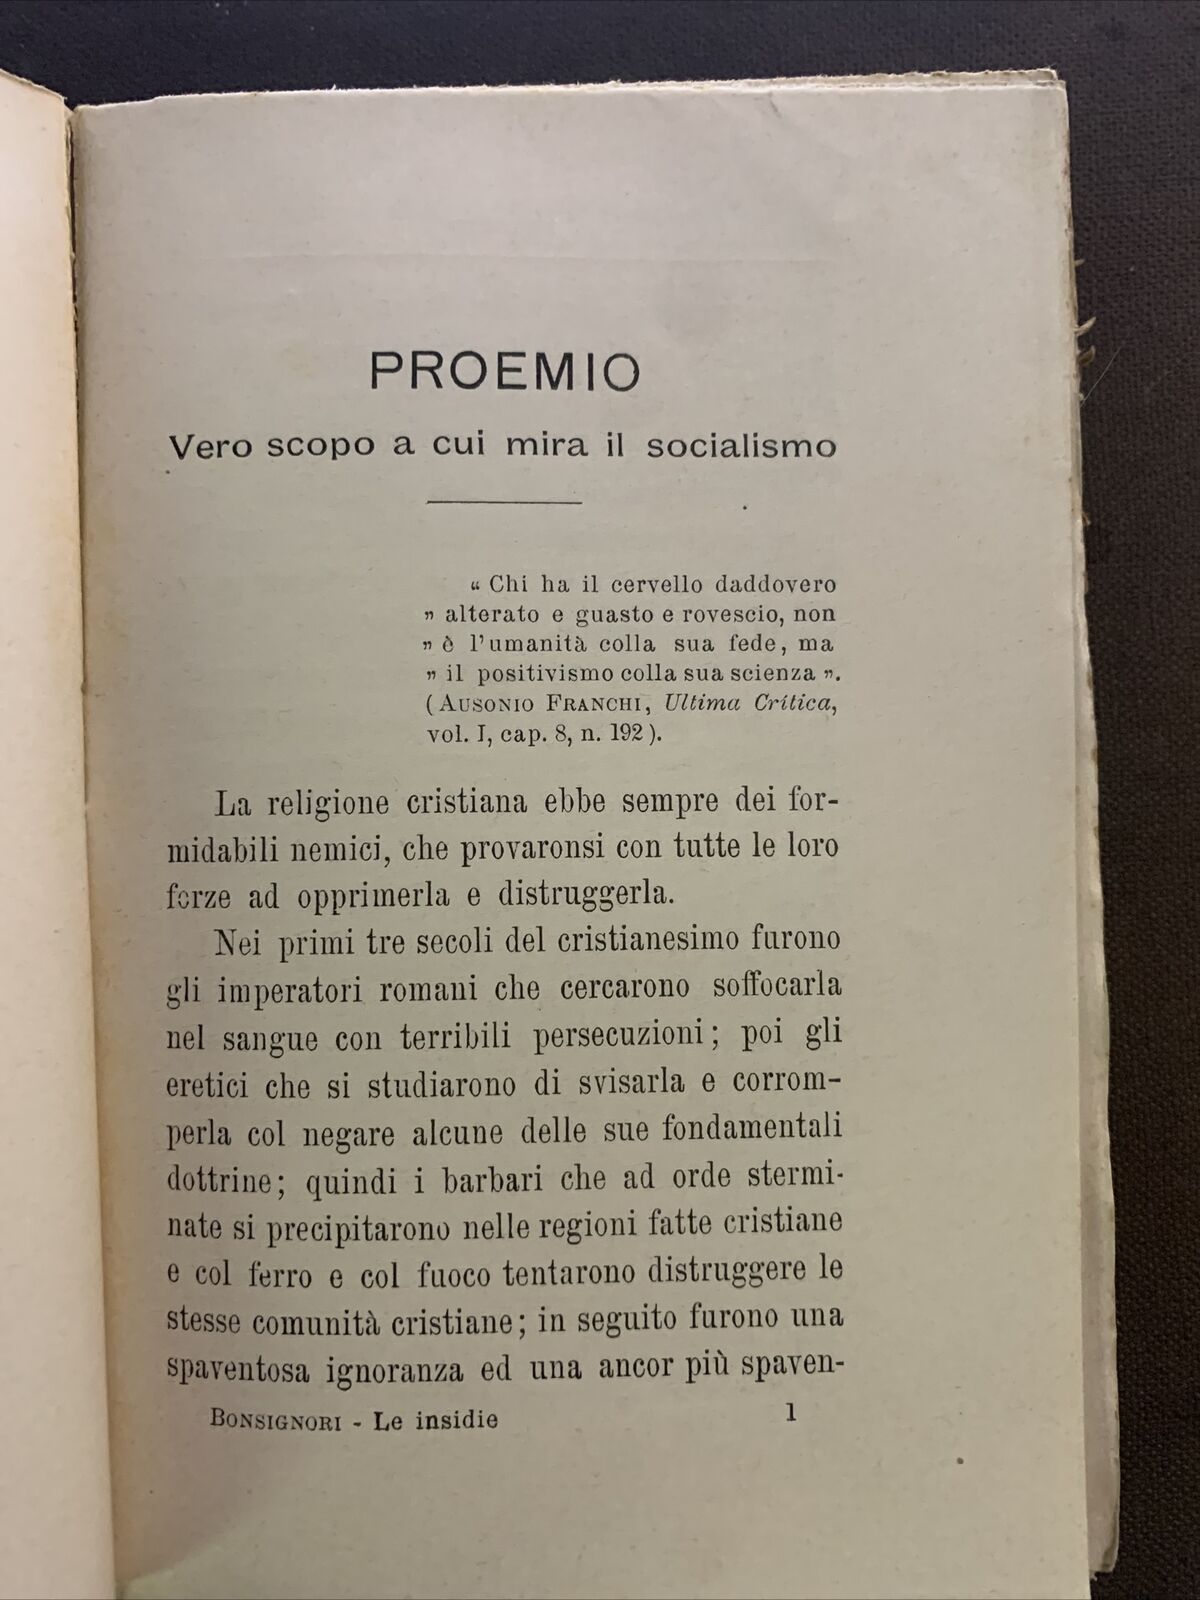 PROEMIO
Vero scopo a cui mira il socialismo
“ Chi ha il cervello daddovero
” alterato e guasto e rovescio, non
” è l'umanità colla sua fede, ma
” il positivismo colla sua scienza ”.
(AUSONIO FRANCHI, Ultima Critica,
vol. I, cap. 8, n. 192).
La religione cristiana ebbe sempre dei for-
midabili nemici, che provaronsi con tutte le loro
forze ad opprimerla e distruggerla.
Nei primi tre secoli del cristianesimo furono
gli imperatori romani che cercarono soffocarla
nel sangue con terribili persecuzioni; poi gli
eretici che si studiarono di svisarla e corrom-
perla col negare alcune delle sue fondamentali
dottrine; quindi i barbari che ad orde stermi-
nate si precipitarono nelle regioni fatte cristiane
e col ferro e col fuoco tentarono distruggere le
stesse comunità cristiane; in seguito furono una
spaventosa ignoranza ed una ancor più spaven-
BONSIGNORI - Le insidie 1